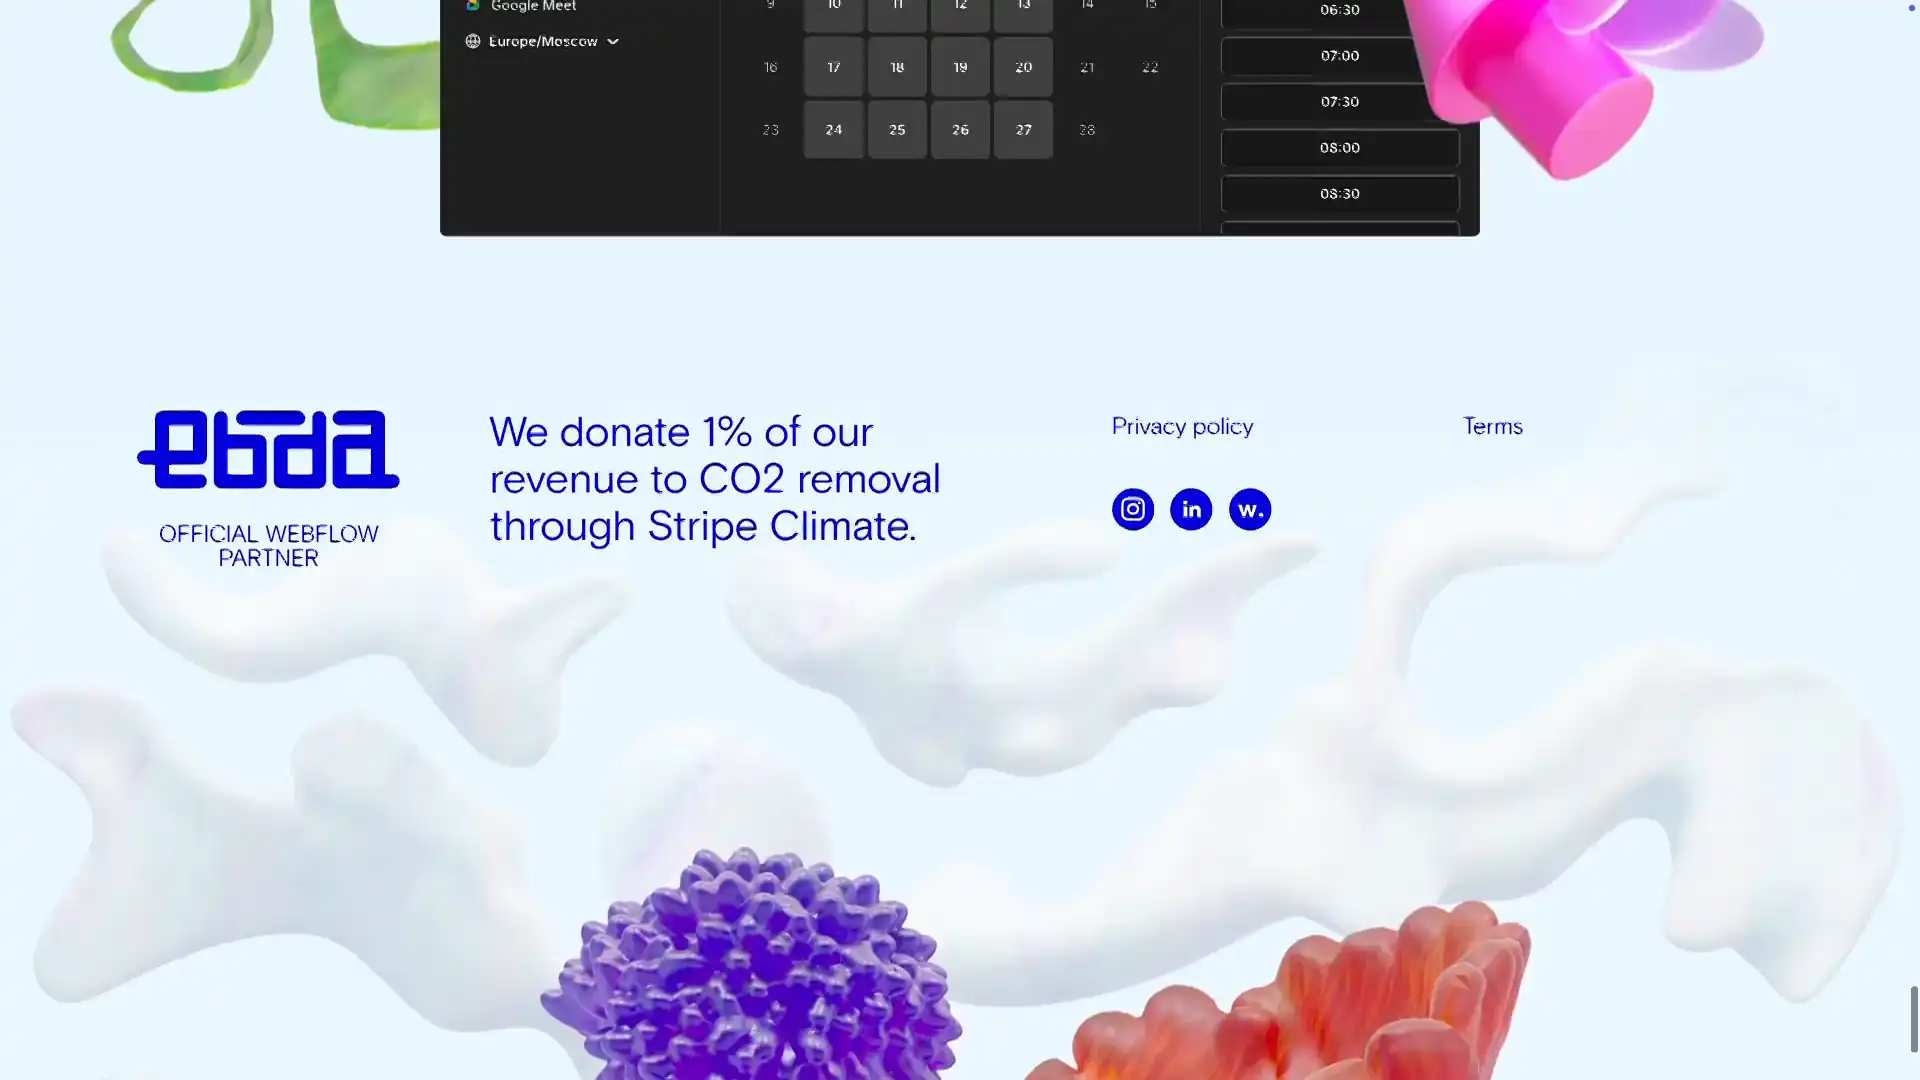 Google Meet
Europe/Moscow
9 10 11 12 13 14 15
16 17 18 19 20 21 22
23 24 25 26 27 28
06:30
07:00
07:30
08:00
08:30
ebda
OFFICIAL WEBFLOW
PARTNER
We donate 1% of our
revenue to CO2 removal
through Stripe Climate.
Privacy policy
Terms
in
w.